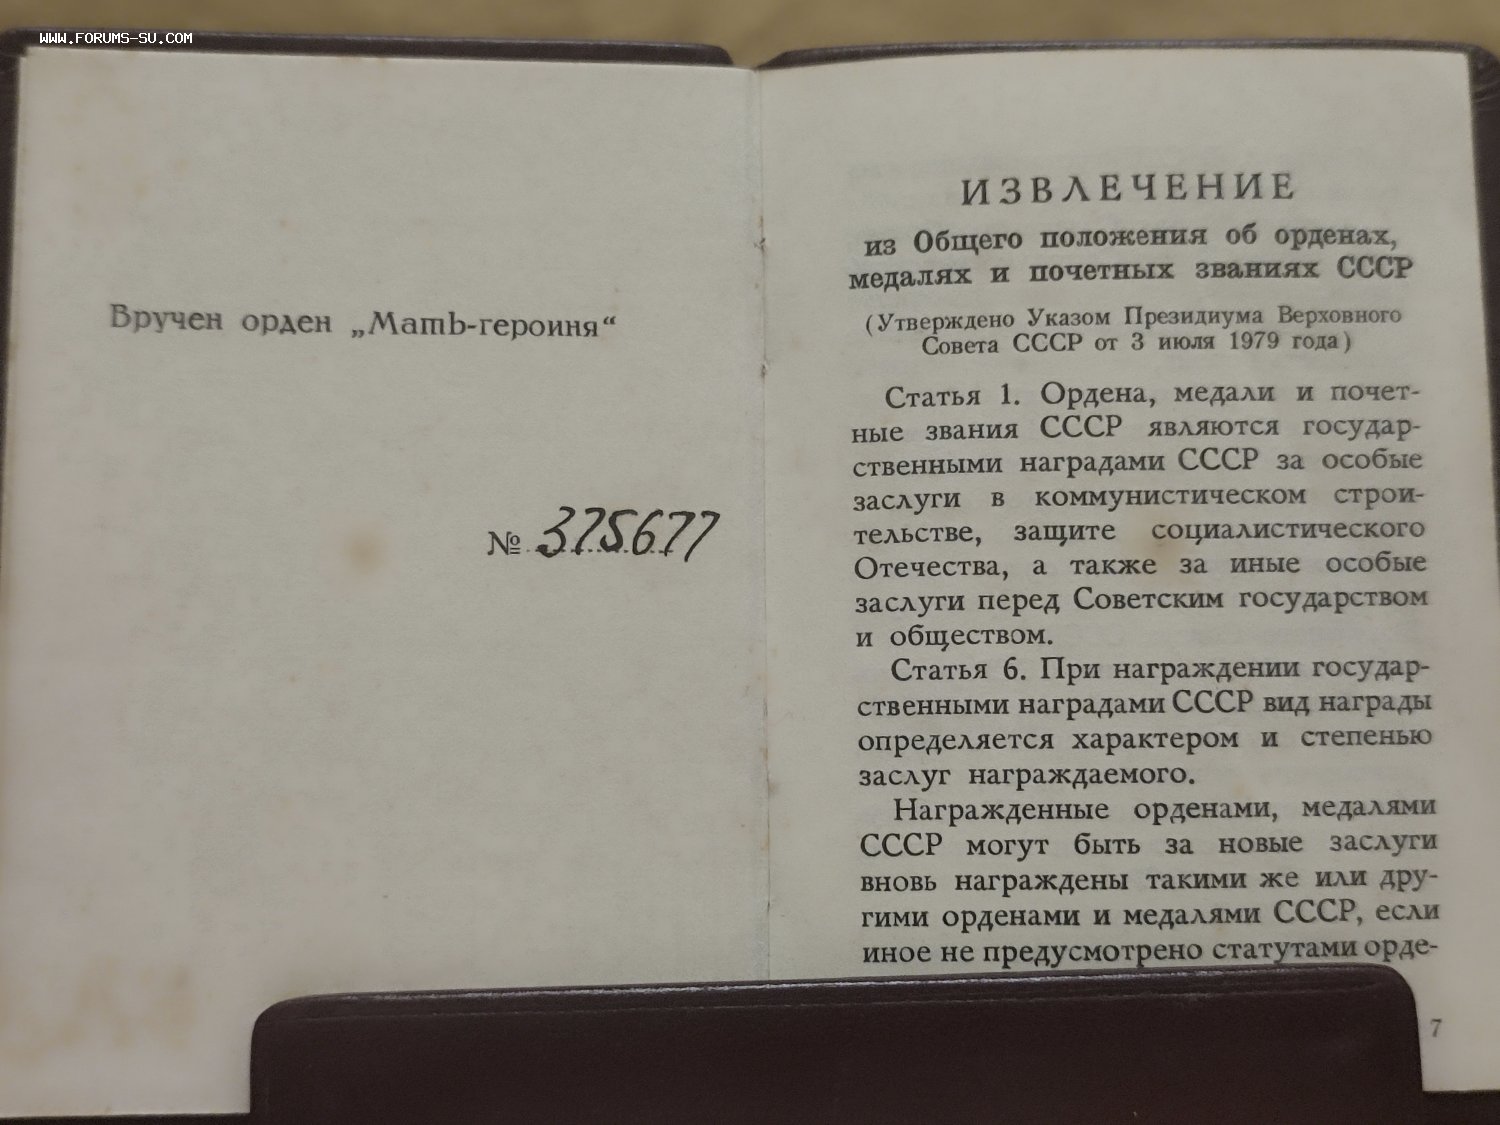 WWW.FORUMS-SU.COM
Вручен орден „Мать-героиня“
№ 375677
ИЗВЛЕЧЕНИЕ
из Общего положения об орденах,
медалях и почетных званиях СССР
(Утверждено Указом Президиума Верховного
Совета СССР от 3 июля 1979 года)
Статья 1. Ордена, медали и почет-
ные звания СССР являются государ-
ственными наградами СССР за особые
заслуги в коммунистическом строи-
тельстве, защите социалистического
Отечества, а также за иные особые
заслуги перед Советским государством
и обществом.
Статья 6. При награждении государ-
ственными наградами СССР вид награды
определяется характером и степенью
заслуг награждаемого.
Награжденные орденами, медалями
СССР могут быть за новые заслуги
вновь награждены такими же или дру-
гими орденами и медалями СССР, если
иное не предусмотрено статутами орде-
7